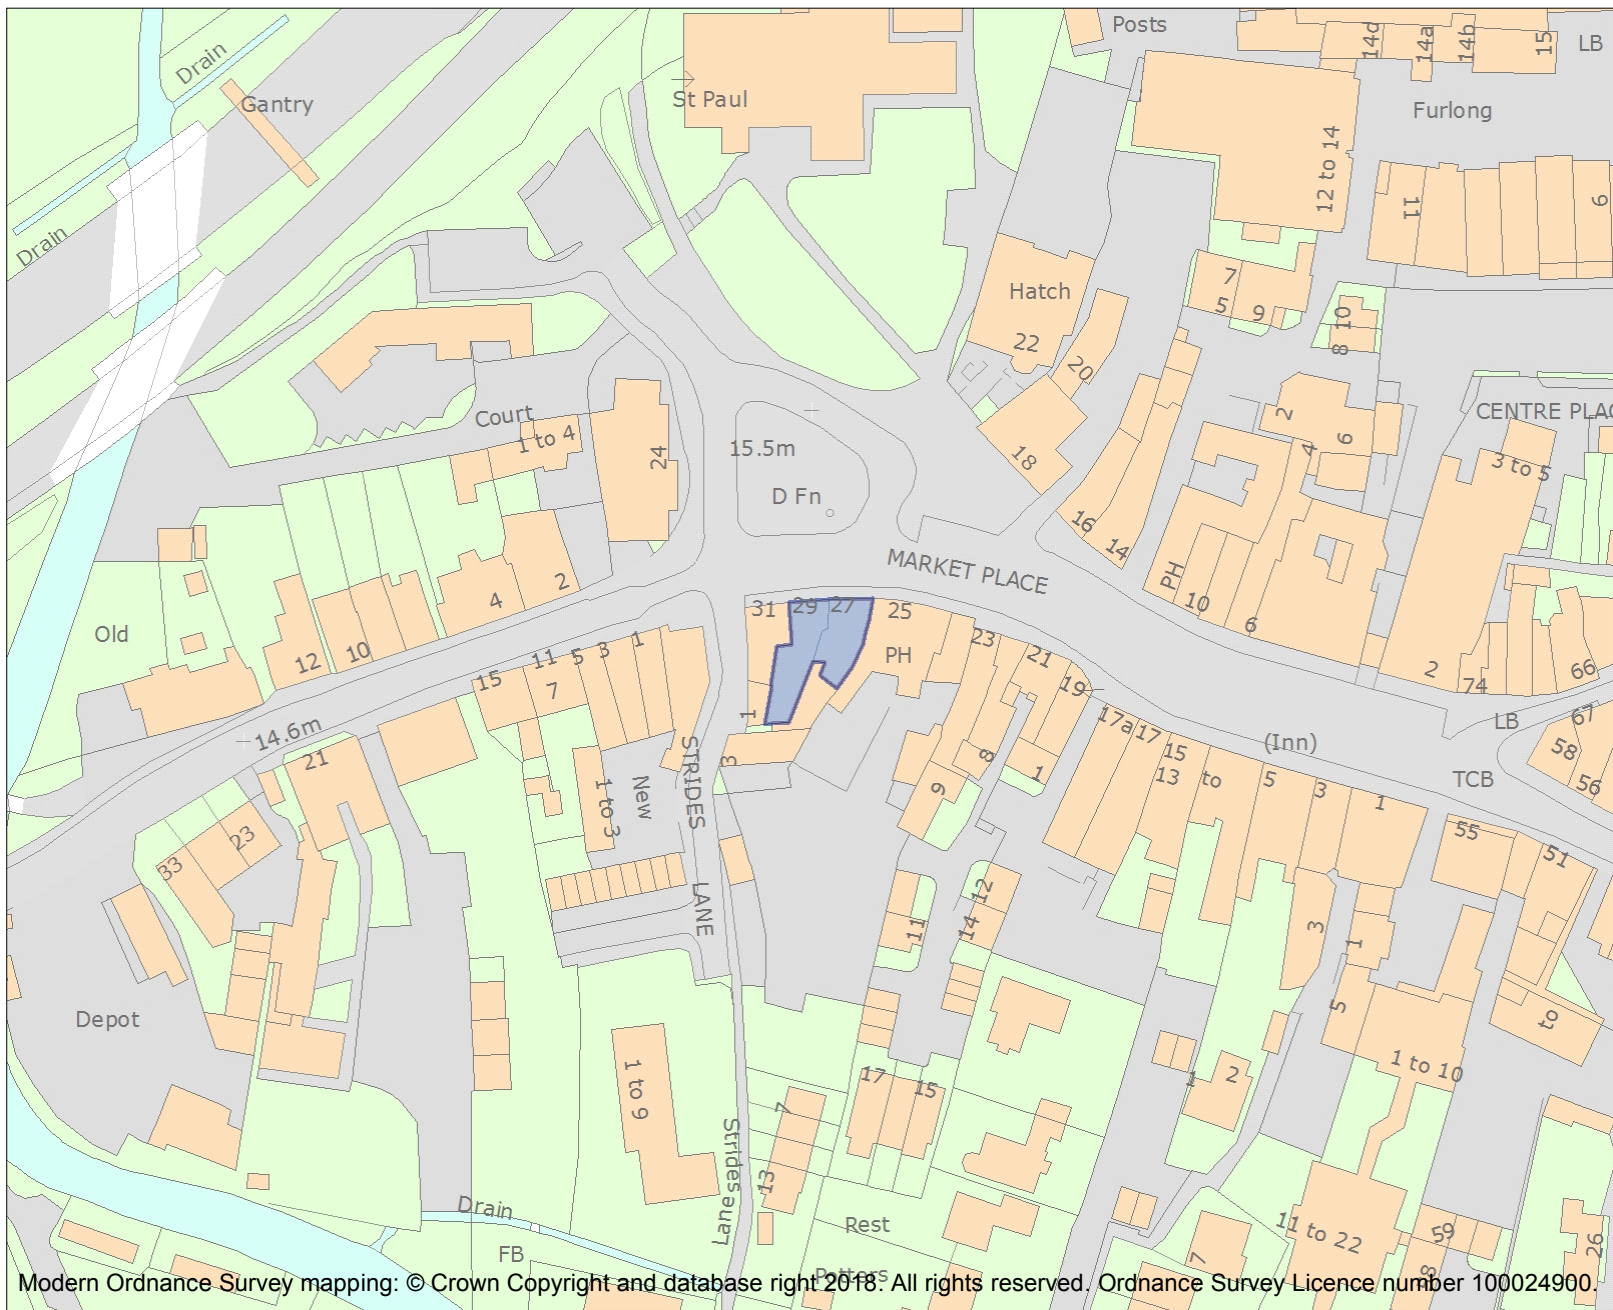 Posts
14d
14a
14b
15
LB
Drain
Gantry
St Paul
Furlong
12 to 14
11
9
Drain
Hatch
22
20
7
5
9
10
8
Court
1 to 4
24
15.5m
D Fn
18
16
14
2
4
6
CENTRE PLAC
3 to 5
MARKET PLACE
PH
10
6
2
4
Old
12
10
31
29
27
25
PH
23
21
19
2
74
66
15
11
7
5
3
1
1
3
14.6m
21
STRIDES
LANE
New
1 to 3
9
8
1
17a
17
15
13
to
5
3
1
(Inn)
LB
TCB
67
58
56
55
51
23
33
11
12
14
3
1
5
Depot
1 to 9
17
15
7
13
1
2
1 to 10
Strides
Lane
Drain
FB
Rest
Potters
7
11 to 22
59
26
Modern Ordnance Survey mapping: © Crown Copyright and database right 2018. All rights reserved. Ordnance Survey Licence number 100024900.